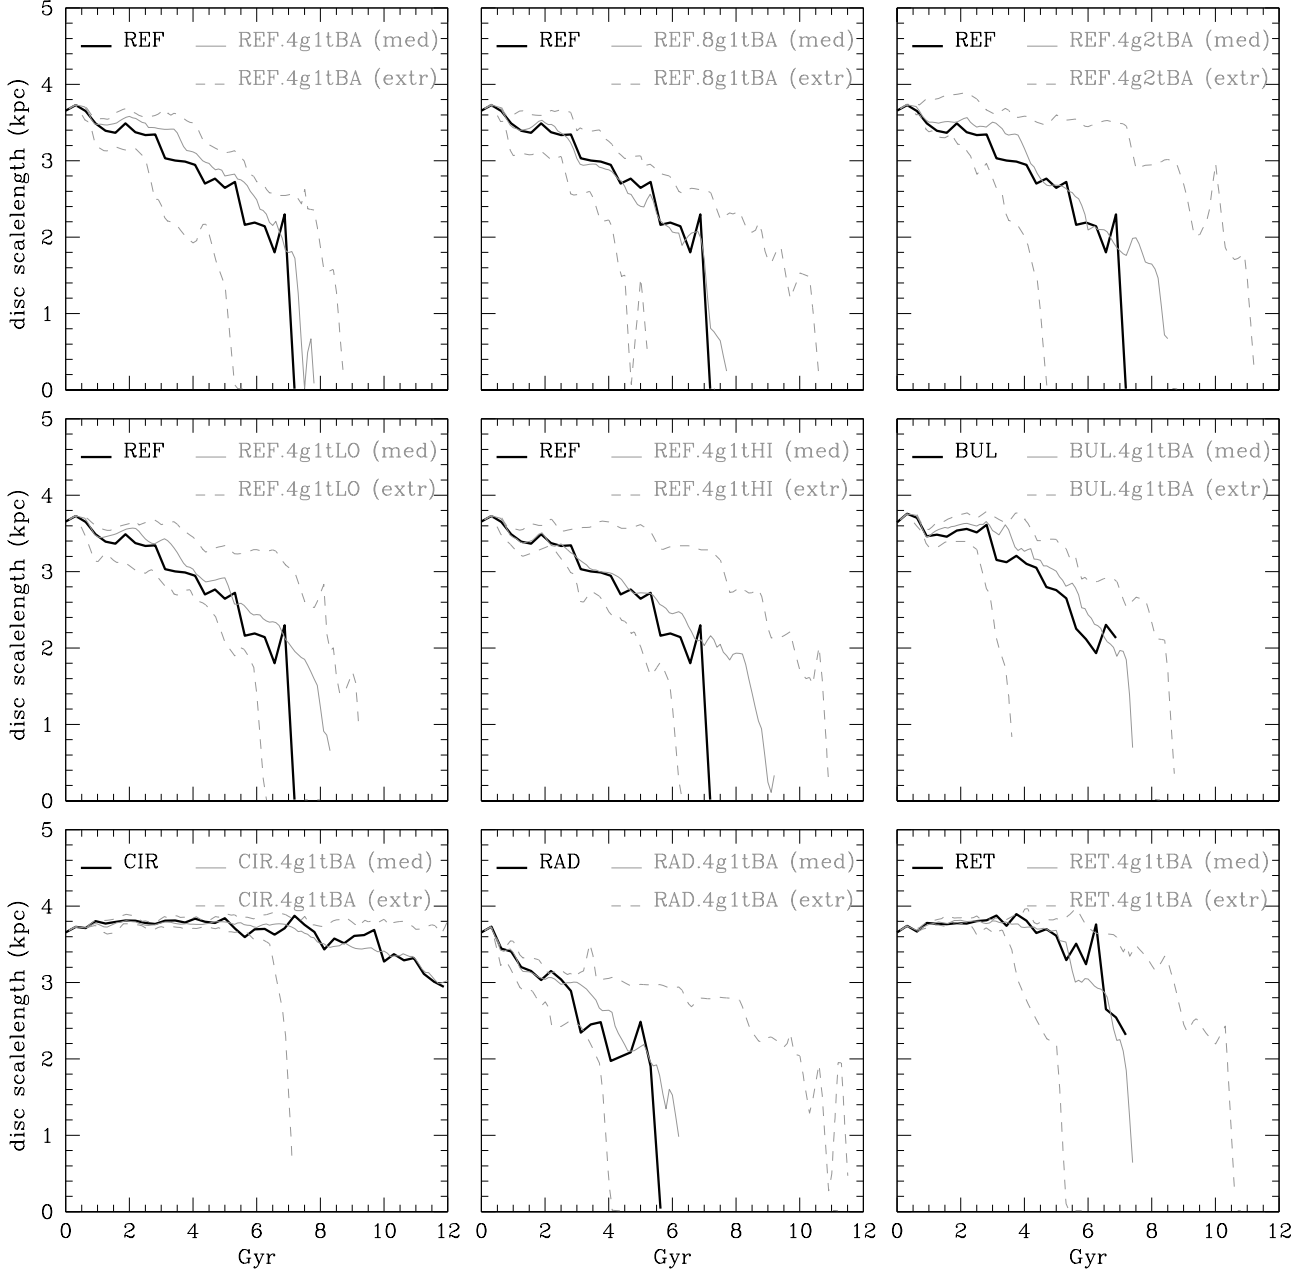 5
REF REF.4g1tBA (med) REF REF.8g1tBA (med) REF REF.4g2tBA (med)
4 REF.4g1tBA (extr) REF.8g1tBA (extr) REF.4g2tBA (extr)
3
2
1
0
disc scalelength (kpc)
5
REF REF.4g1tLO (med) REF REF.4g1tHI (med) BUL BUL.4g1tBA (med)
4 REF.4g1tLO (extr) REF.4g1tHI (extr) BUL.4g1tBA (extr)
3
2
1
0
disc scalelength (kpc)
5
CIR CIR.4g1tBA (med) RAD RAD.4g1tBA (med) RET RET.4g1tBA (med)
4 CIR.4g1tBA (extr) RAD.4g1tBA (extr) RET.4g1tBA (extr)
3
2
1
0
disc scalelength (kpc)
0 2 4 6 8 10 12 0 2 4 6 8 10 12 0 2 4 6 8 10 12
Gyr Gyr Gyr